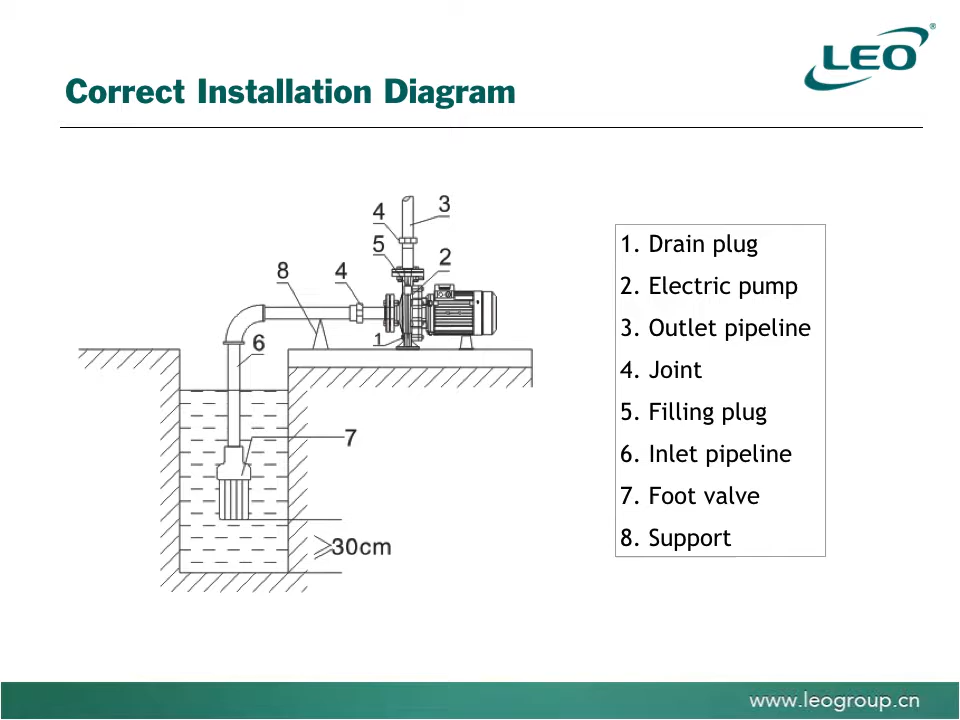 LEO®
Correct Installation Diagram
4
3
5
2
8
4
1
6
7
⩾30cm
1. Drain plug
2. Electric pump
3. Outlet pipeline
4. Joint
5. Filling plug
6. Inlet pipeline
7. Foot valve
8. Support
www.leogroup.cn